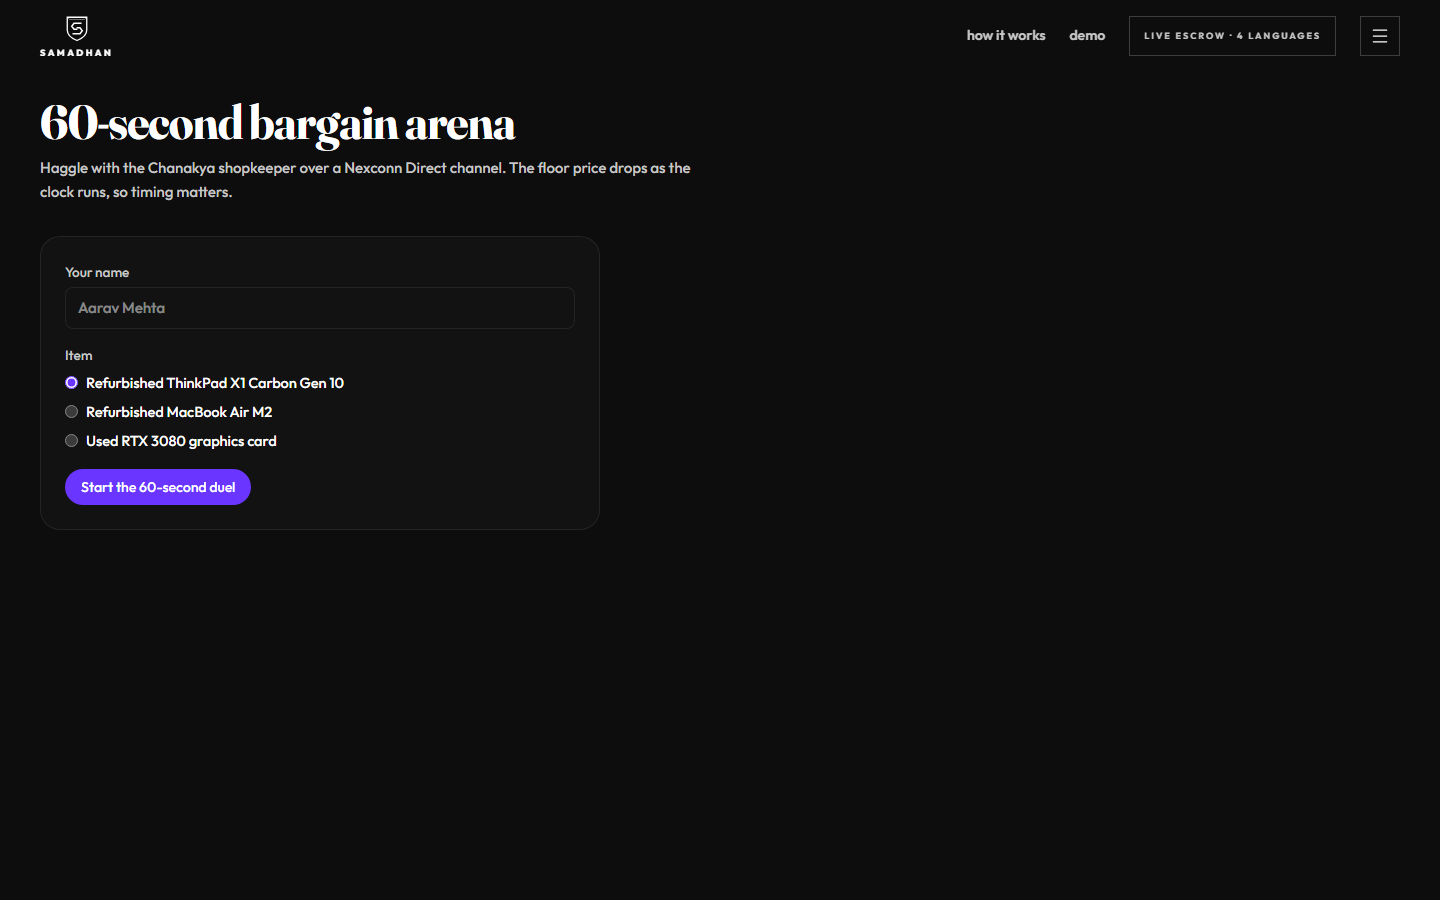 SAMADHAN
how it works
demo
LIVE ESCROW · 4 LANGUAGES
60-second bargain arena
Haggle with the Chanakya shopkeeper over a Nexconn Direct channel. The floor price drops as the
clock runs, so timing matters.
Your name
Aarav Mehta
Item
Refurbished ThinkPad X1 Carbon Gen 10
Refurbished MacBook Air M2
Used RTX 3080 graphics card
Start the 60-second duel